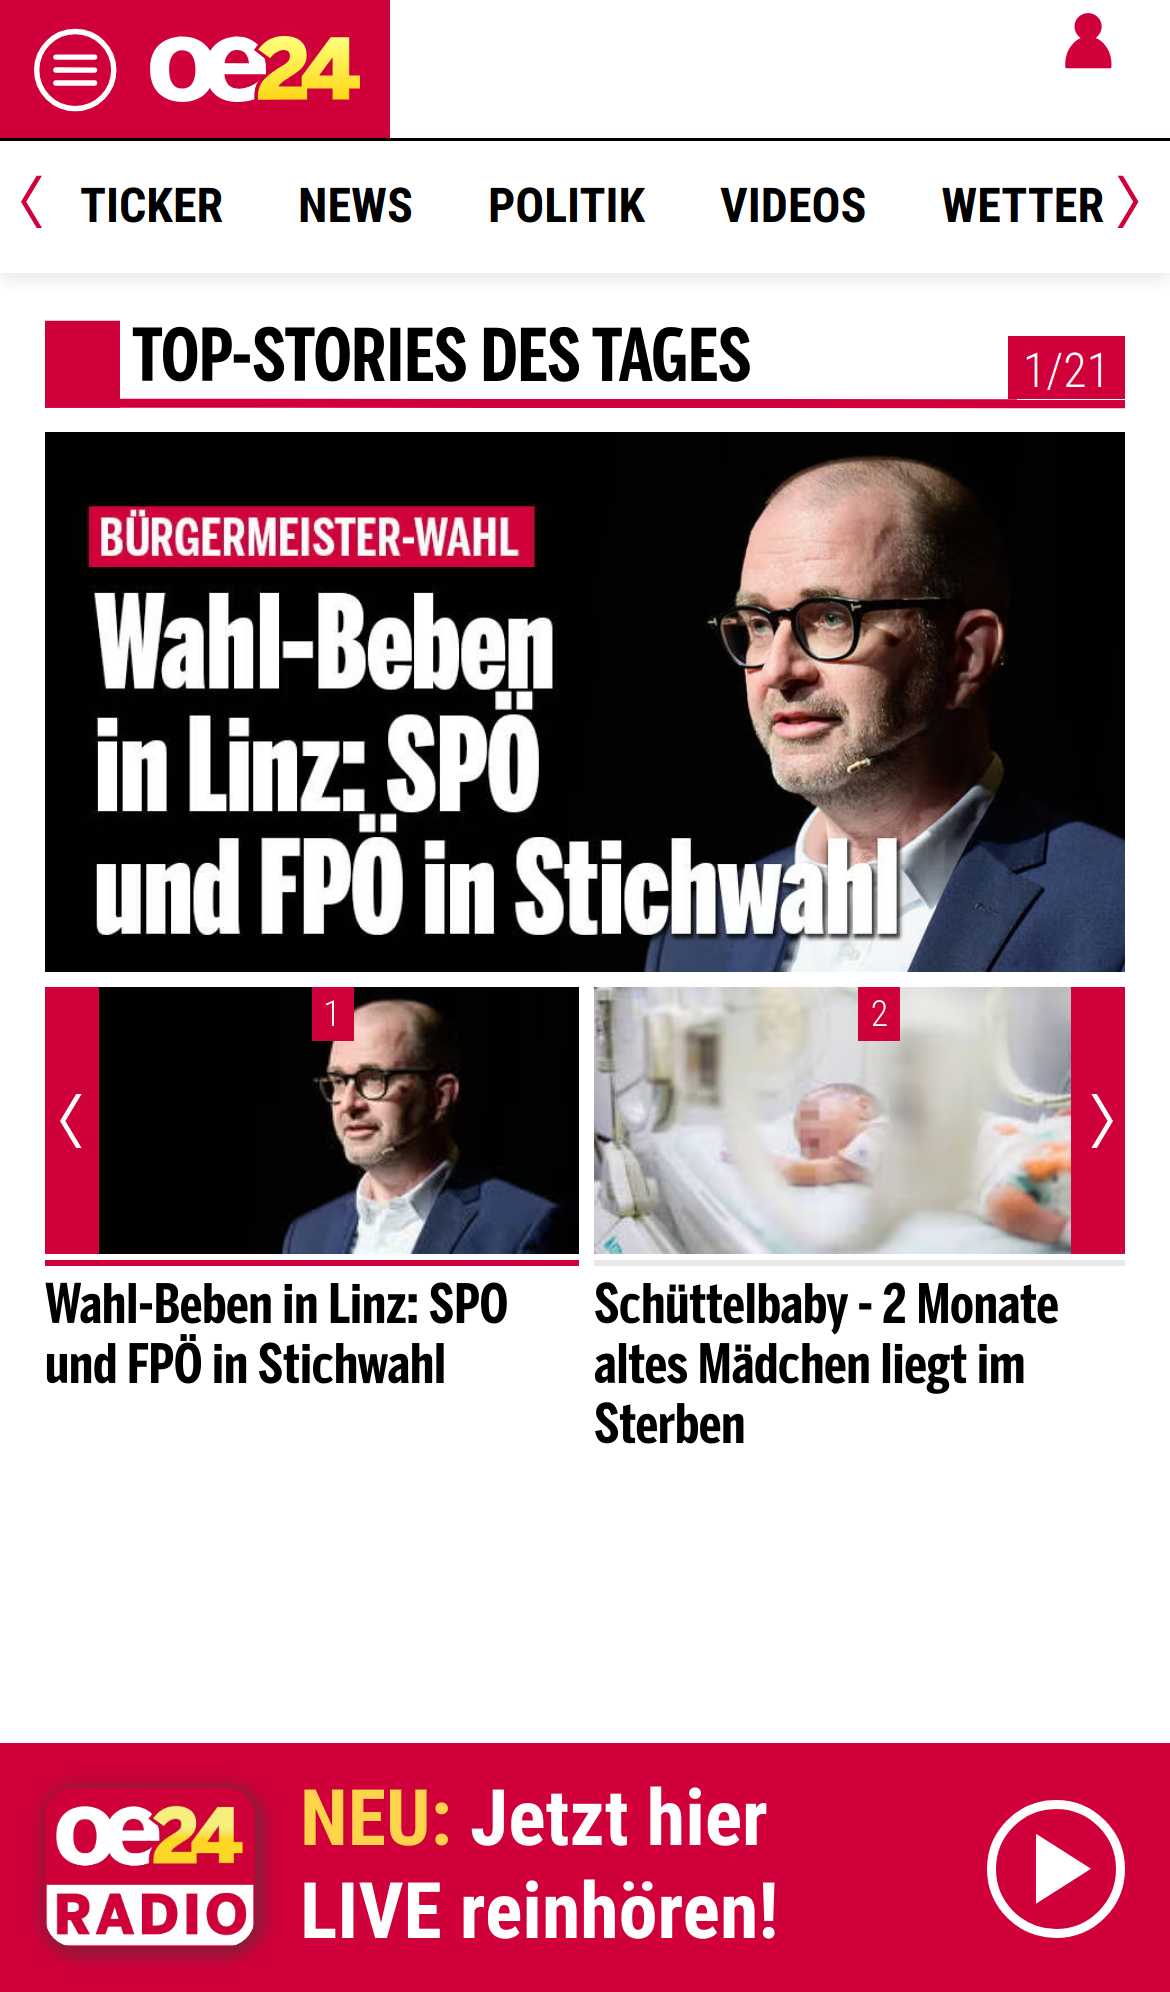 oe24
TICKER NEWS POLITIK VIDEOS WETTER
TOP-STORIES DES TAGES
1/21
BÜRGERMEISTER-WAHL
Wahl-Beben
in Linz: SPÖ
und FPÖ in Stichwahl
1
2
Wahl-Beben in Linz: SPO
und FPÖ in Stichwahl
Schüttelbaby - 2 Monate
altes Mädchen liegt im
Sterben
oe24
RADIO
NEU: Jetzt hier
LIVE reinhören!